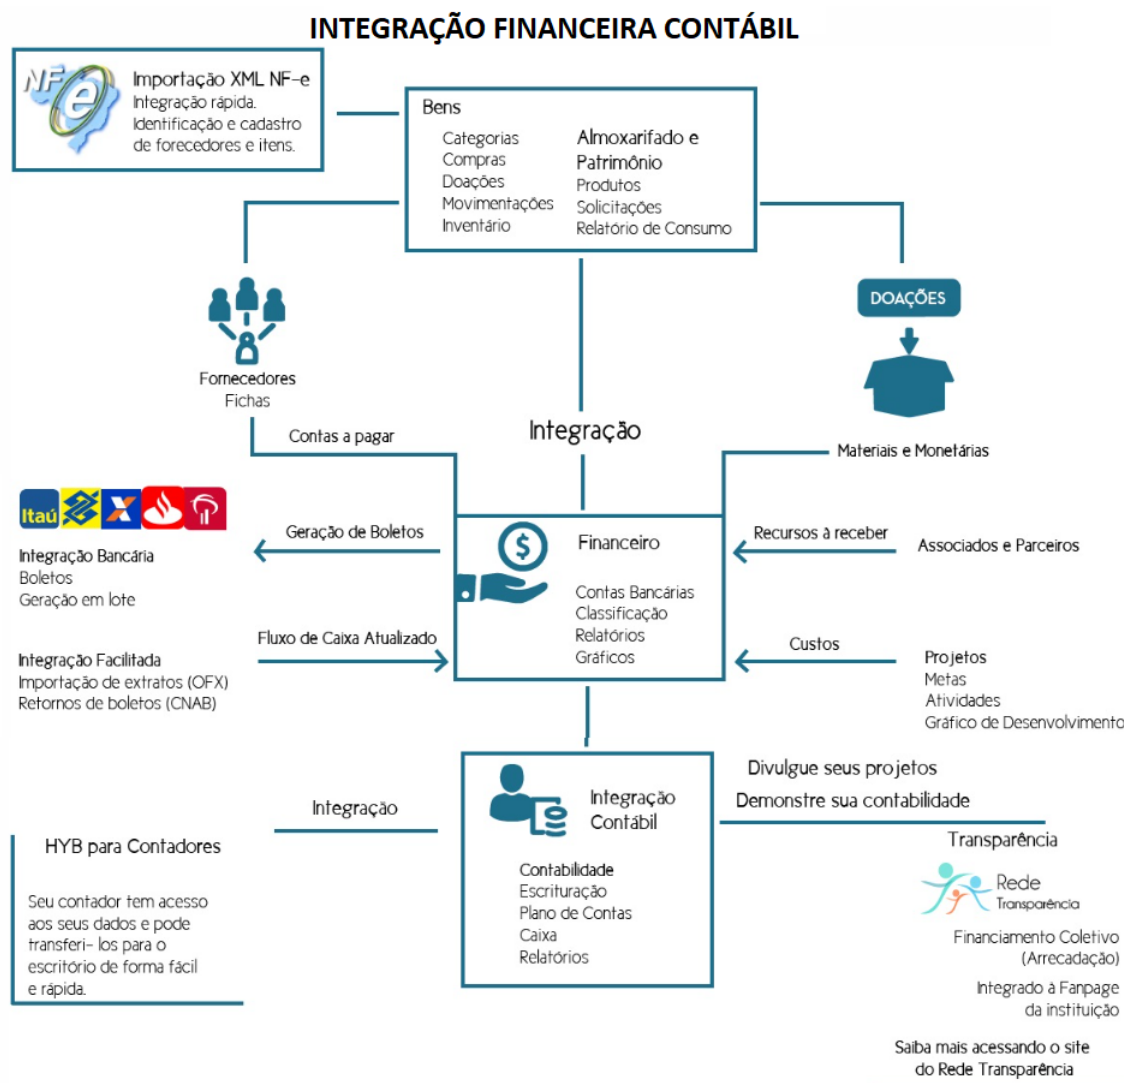 INTEGRAÇÃO FINANCEIRA CONTÁBIL
NF e
Importação XML NF-e
Integração rápida.
Identificação e cadastro
de forecedores e itens.
Bens
Categorias
Compras
Doações
Movimentações
Inventário
Almoxarifado e
Patrimônio
Produtos
Solicitações
Relatório de Consumo
Fornecedores
Fichas
DOAÇÕES
Contas a pagar
Integração
Materiais e Monetárias
Itaú
Integração Bancária
Boletos
Geração em lote
Geração de Boletos
$
Financeiro
Contas Bancárias
Classificação
Relatórios
Gráficos
Recursos à receber
Associados e Parceiros
Integração Facilitada
Importação de extratos (OFX)
Retornos de boletos (CNAB)
Fluxo de Caixa Atualizado
Custos
Projetos
Metas
Atividades
Gráfico de Desenvolvimento
Integração
HYB para Contadores
Seu contador tem acesso
aos seus dados e pode
transferi- los para o
escritório de forma fácil
e rápida.
Integração
Contábil
Contabilidade
Escrituração
Plano de Contas
Caixa
Relatórios
Divulgue seus projetos
Demonstre sua contabilidade
Transparência
Rede
Transparência
Financiamento Coletivo
(Arrecadação)
Integrado à Fanpage
da instituição
Saiba mais acessando o site
do Rede Transparência